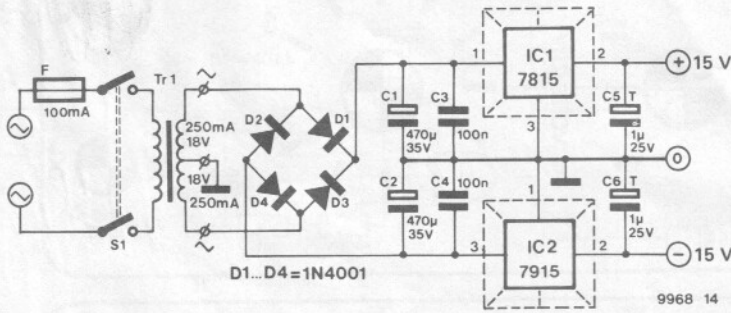 F
100mA
S1
Tr1
250mA
18V
18V
250mA
D2
D1
D4
D3
D1...D4=1N4001
C1
470µ
35V
C3
100n
C2
470µ
35V
C4
100n
1
IC1
7815
2
3
1
3
IC2
7915
2
C5
T
1µ
25V
C6
T
1µ
25V
+ 15 V
0
− 15 V
9968 14